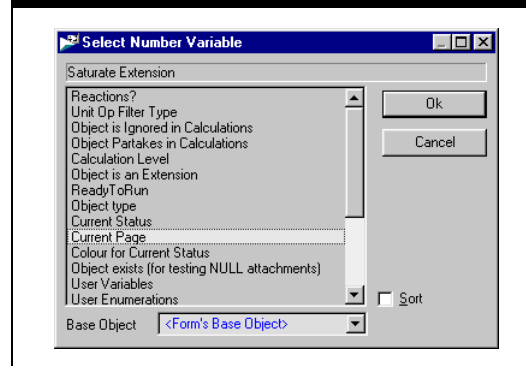 Select Number Variable
Saturate Extension
Reactions?
Unit Op Filter Type
Object is Ignored in Calculations
Object Partakes in Calculations
Calculation Level
Object is an Extension
ReadyToRun
Object type
Current Status
Current Page
Colour for Current Status
Object exists (for testing NULL attachments)
User Variables
User Enumerations
Ok
Cancel
Sort
Base Object <Form's Base Object>